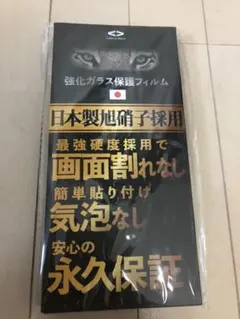 強化ガラス保護フィルム
日本製旭硝子採用
最強硬度採用で
画面割れなし
簡単貼り付け
気泡なし
安心の
永久保証